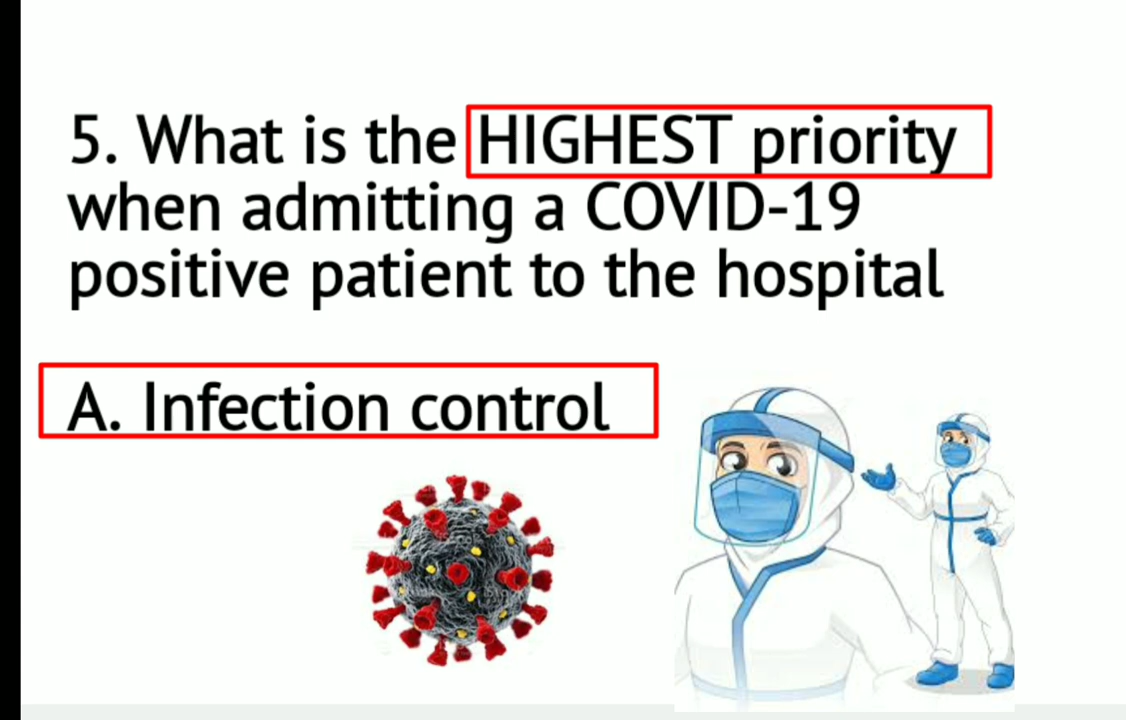 5. What is the HIGHEST priority
when admitting a COVID-19
positive patient to the hospital
A. Infection control